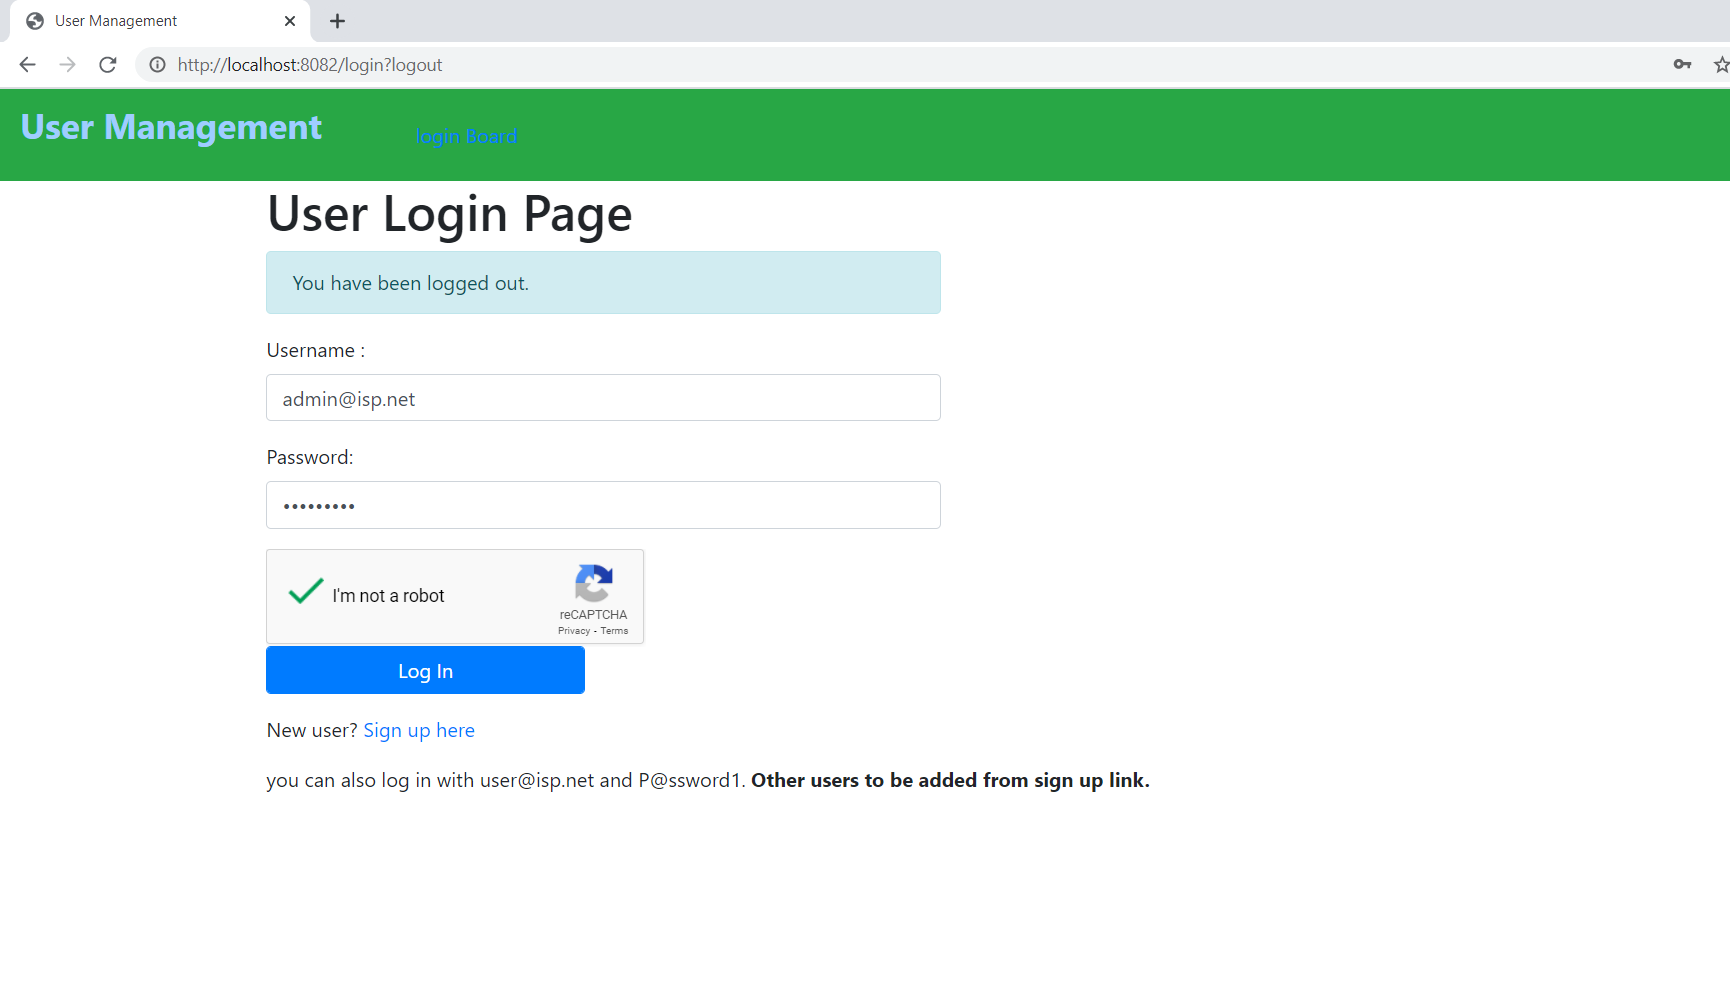 User Management
http://localhost:8082/login?logout
User Management
login Board
User Login Page
You have been logged out.
Username :
admin@isp.net
Password:
•••••••••
I'm not a robot
reCAPTCHA
Privacy - Terms
Log In
New user? Sign up here
you can also log in with user@isp.net and P@ssword1. Other users to be added from sign up link.